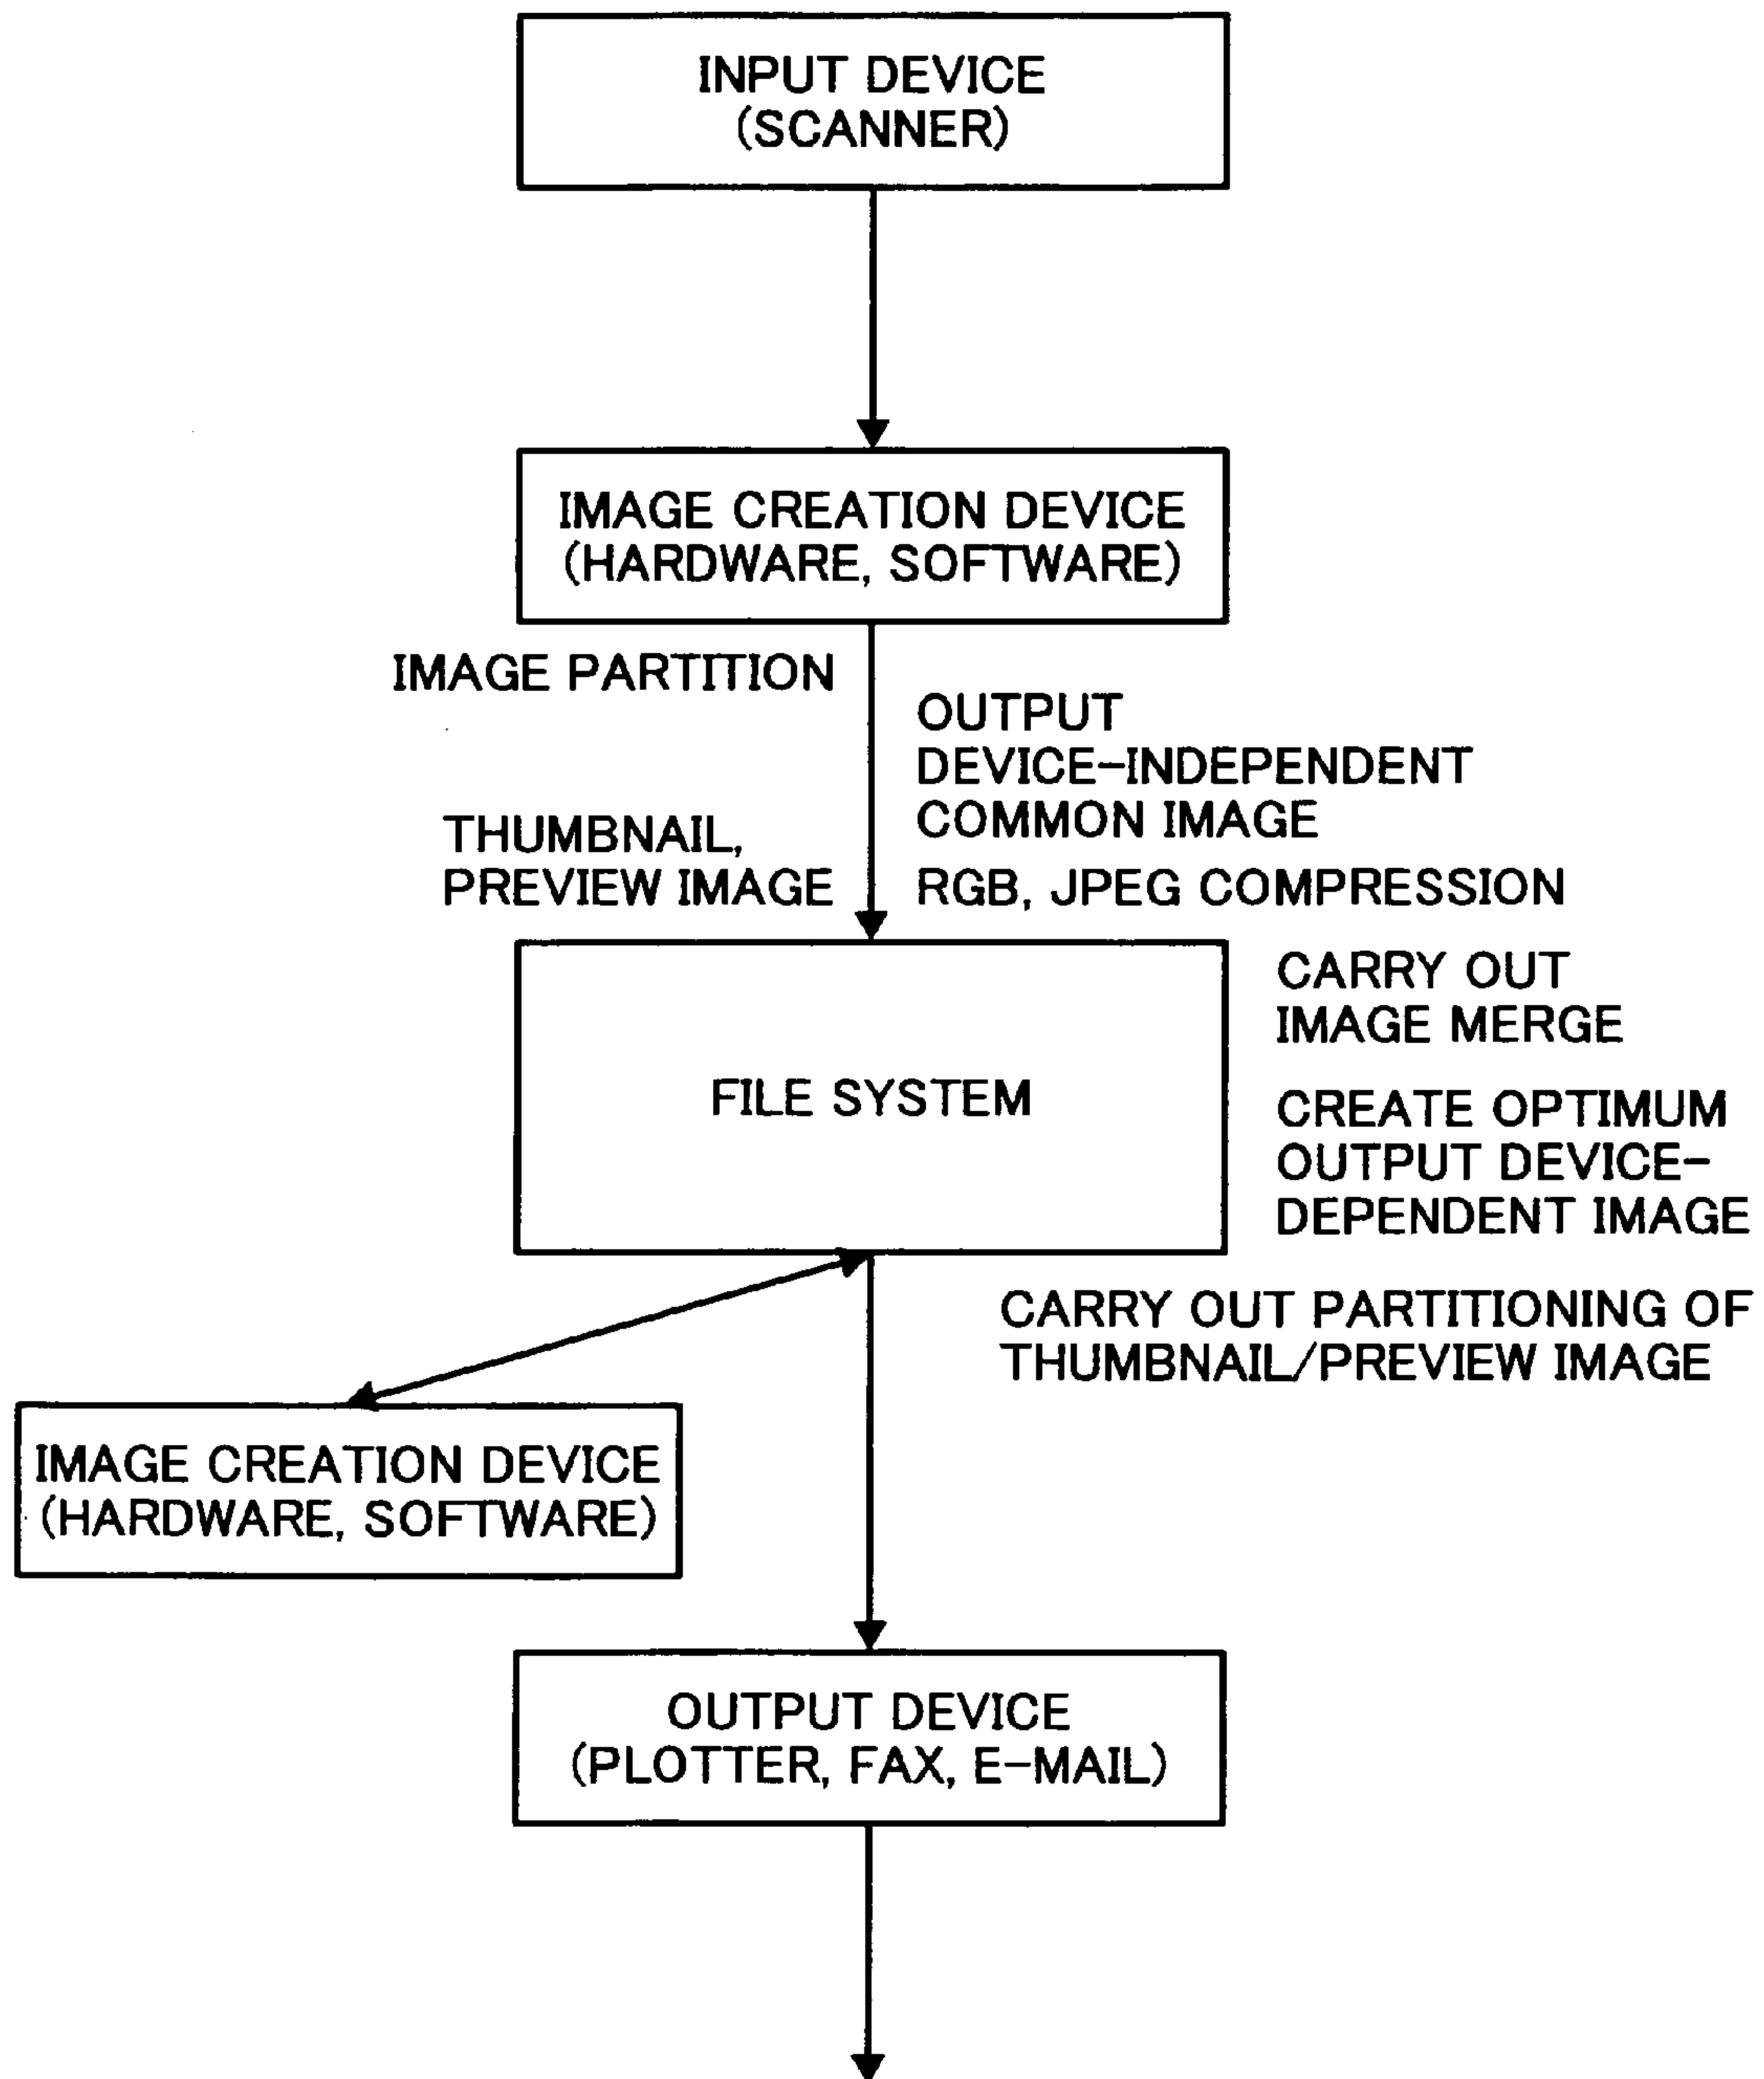 INPUT DEVICE
(SCANNER)
IMAGE CREATION DEVICE
(HARDWARE, SOFTWARE)
IMAGE PARTITION
OUTPUT
DEVICE-INDEPENDENT
COMMON IMAGE
THUMBNAIL,
PREVIEW IMAGE
RGB, JPEG COMPRESSION
FILE SYSTEM
CARRY OUT
IMAGE MERGE
CREATE OPTIMUM
OUTPUT DEVICE-
DEPENDENT IMAGE
CARRY OUT PARTITIONING OF
THUMBNAIL/PREVIEW IMAGE
IMAGE CREATION DEVICE
(HARDWARE, SOFTWARE)
OUTPUT DEVICE
(PLOTTER, FAX, E-MAIL)